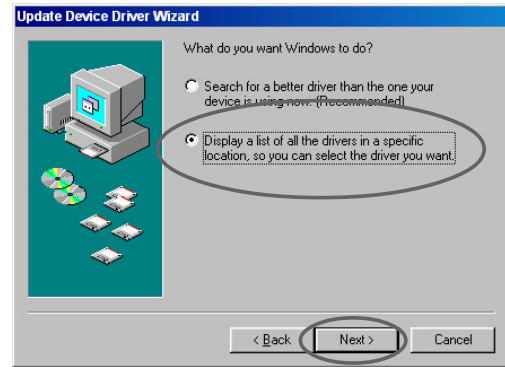 Update Device Driver Wizard
What do you want Windows to do?
Search for a better driver than the one your
device is using now. (Recommended)
Display a list of all the drivers in a specific
location, so you can select the driver you want.
< Back
Next >
Cancel